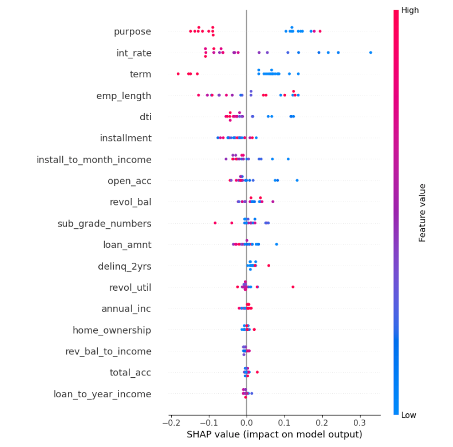 High
purpose
int_rate
term
emp_length
dti
installment
install_to_month_income
open_acc
revol_bal
sub_grade_numbers
loan_amnt
delinq_2yrs
revol_util
annual_inc
home_ownership
rev_bal_to_income
total_acc
loan_to_year_income
Feature value
Low
−0.2 −0.1 0.0 0.1 0.2 0.3
SHAP value (impact on model output)